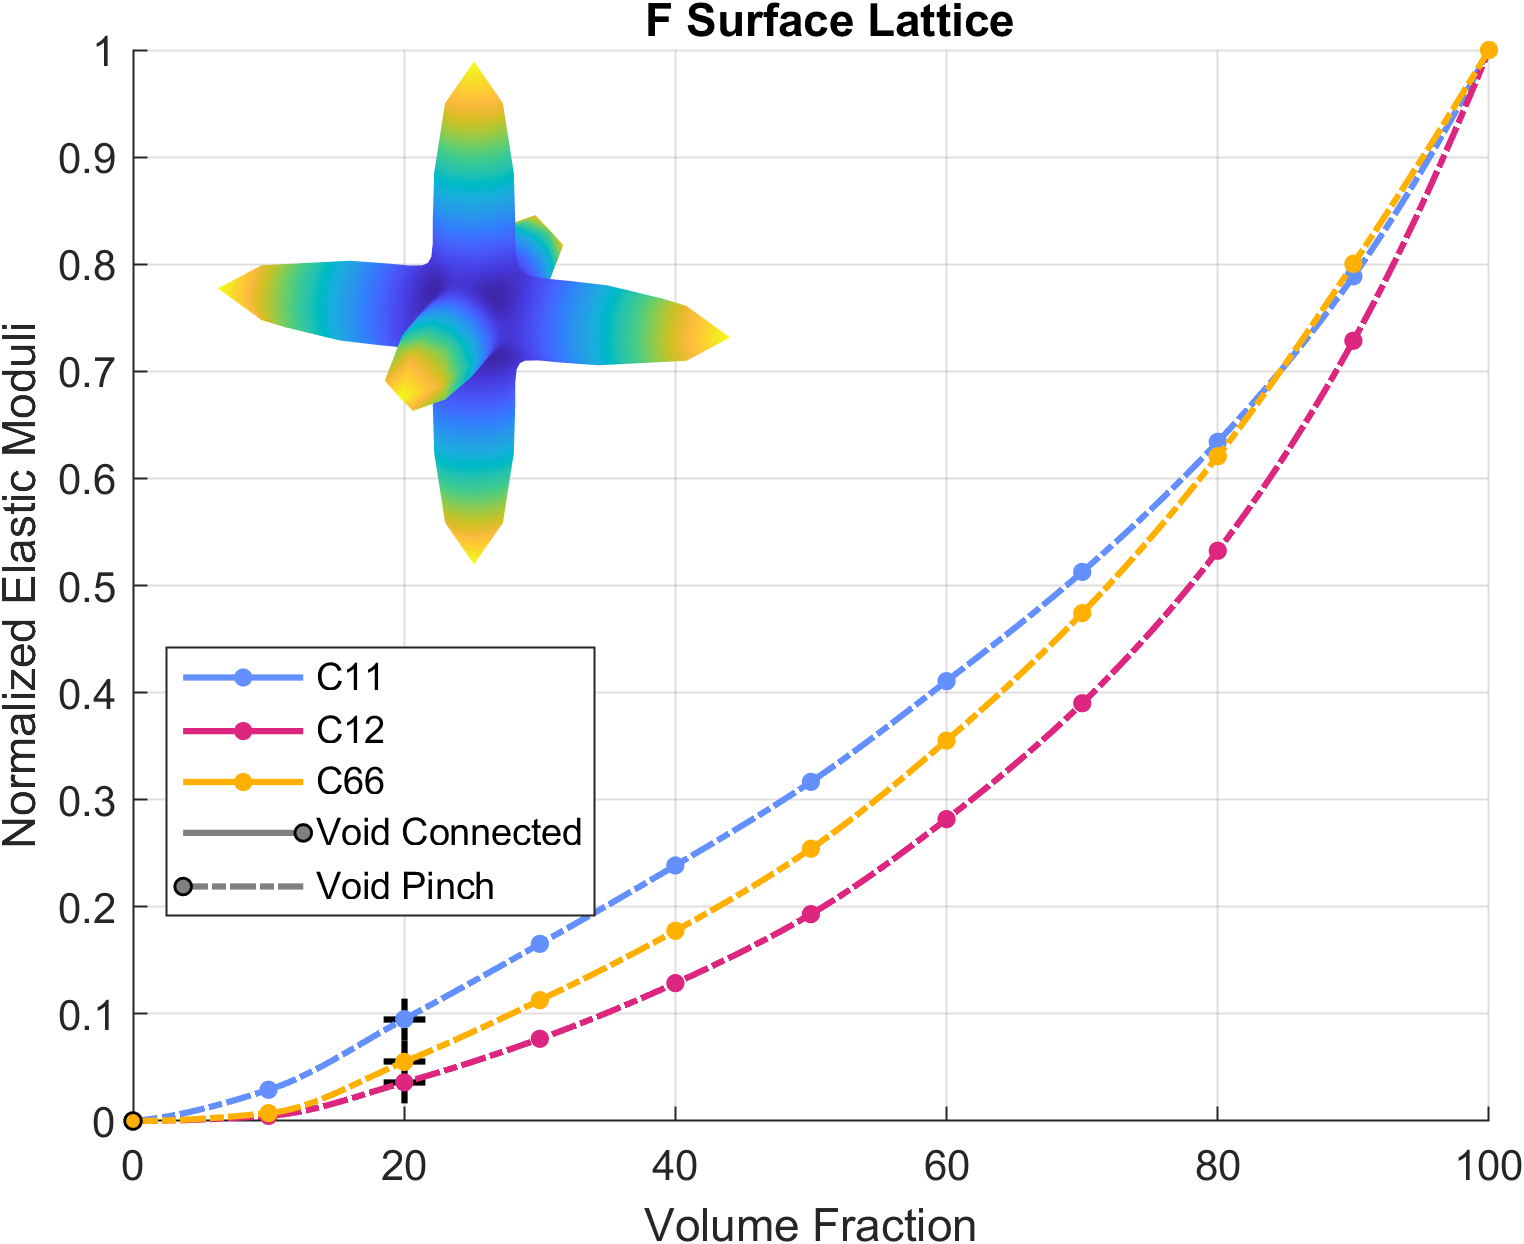 F Surface Lattice
Normalized Elastic Moduli
1
0.9
0.8
0.7
0.6
0.5
0.4
0.3
0.2
0.1
0
C11
C12
C66
Void Connected
Void Pinch
0 20 40 60 80 100
Volume Fraction